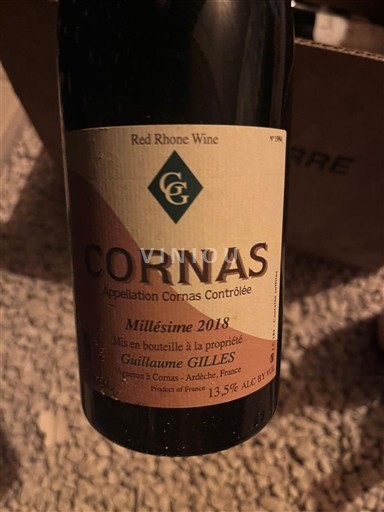 Red Rhone Wine
GG
VINIOU
CORNAS
Appellation Cornas Contrôlée
Millésime 2018
Mis en bouteille à la propriété
Guillaume GILLES
Vigneron à Cornas - Ardèche, France
Product of France
13,5% ALC BY VOL
RRE